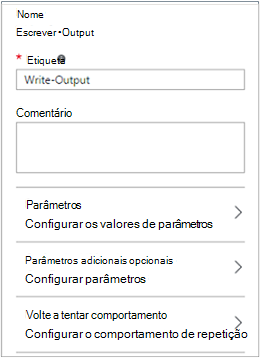 Nome
Escrever·Output
* Etiqueta
Write-Output
Comentário
Parâmetros
Configurar os valores de parâmetros
Parâmetros adicionais opcionais
Configurar parâmetros
Volte a tentar comportamento
Configurar o comportamento de repetição